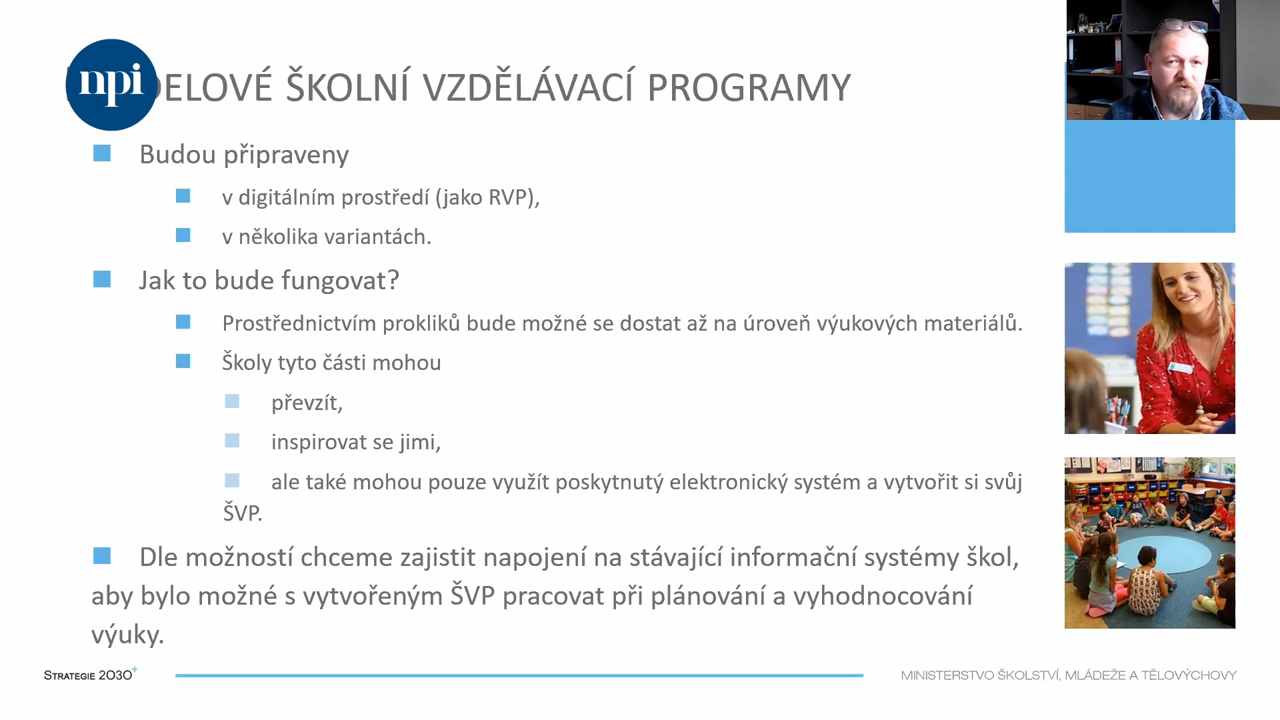 npi
ELOVÉ ŠKOLNÍ VZDĚLÁVACÍ PROGRAMY
Budou připraveny
v digitálním prostředí (jako RVP),
v několika variantách.
Jak to bude fungovat?
Prostřednictvím prokliků bude možné se dostat až na úroveň výukových materiálů.
Školy tyto části mohou
převzít,
inspirovat se jimi,
ale také mohou pouze využít poskytnutý elektronický systém a vytvořit si svůj
ŠVP.
Dle možností chceme zajistit napojení na stávající informační systémy škol,
aby bylo možné s vytvořeným ŠVP pracovat při plánování a vyhodnocování
výuky.
STRATEGIE 2030+
MINISTERSTVO ŠKOLSTVÍ, MLÁDEŽE A TĚLOVÝCHOVY